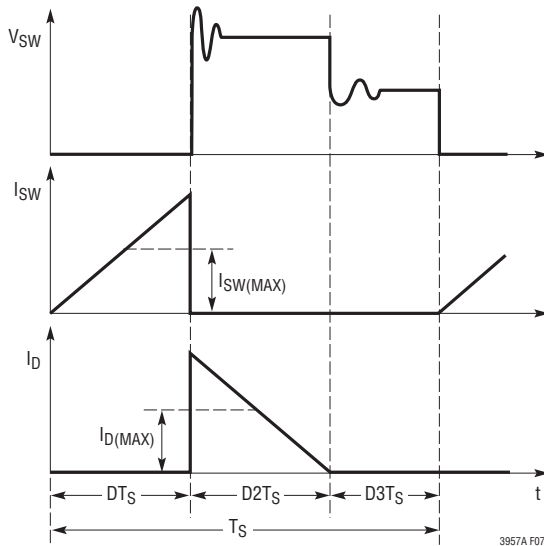 VSW
ISW
ISW(MAX)
ID
ID(MAX)
DTS
D2TS
D3TS
t
TS
3957A F07